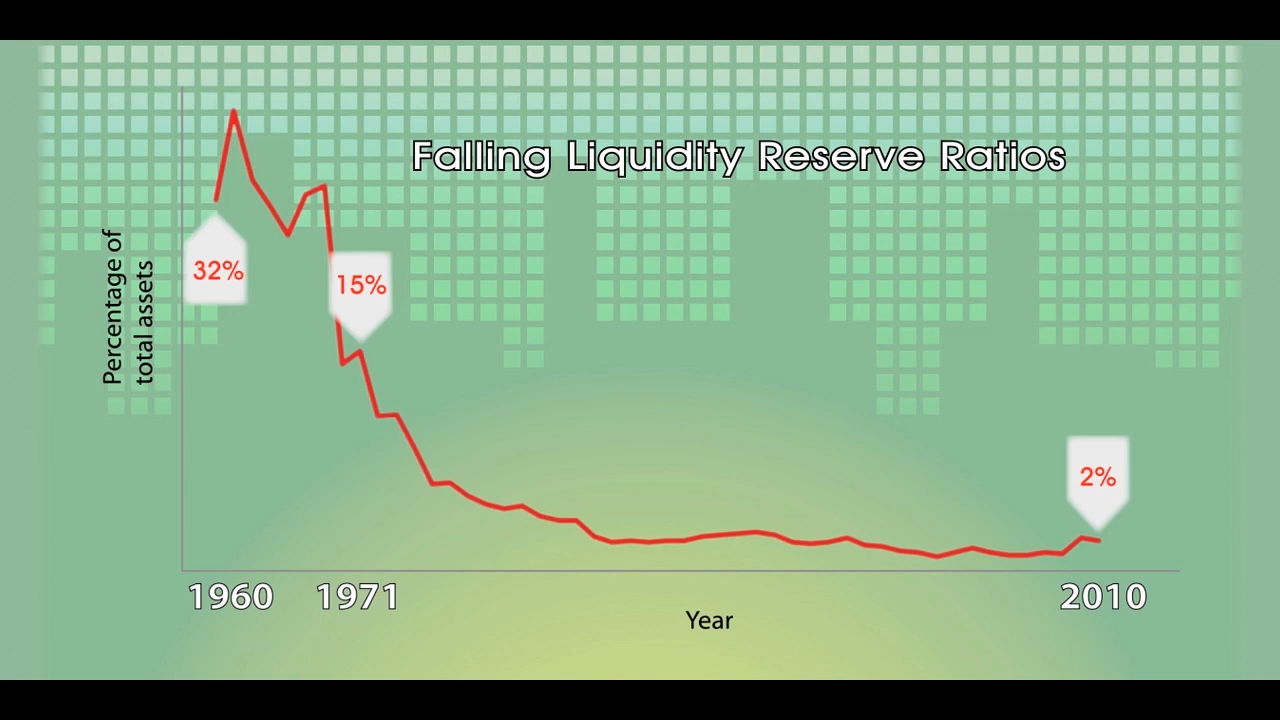 Falling Liquidity Reserve Ratios
Percentage of
total assets
32%
15%
2%
1960
1971
2010
Year